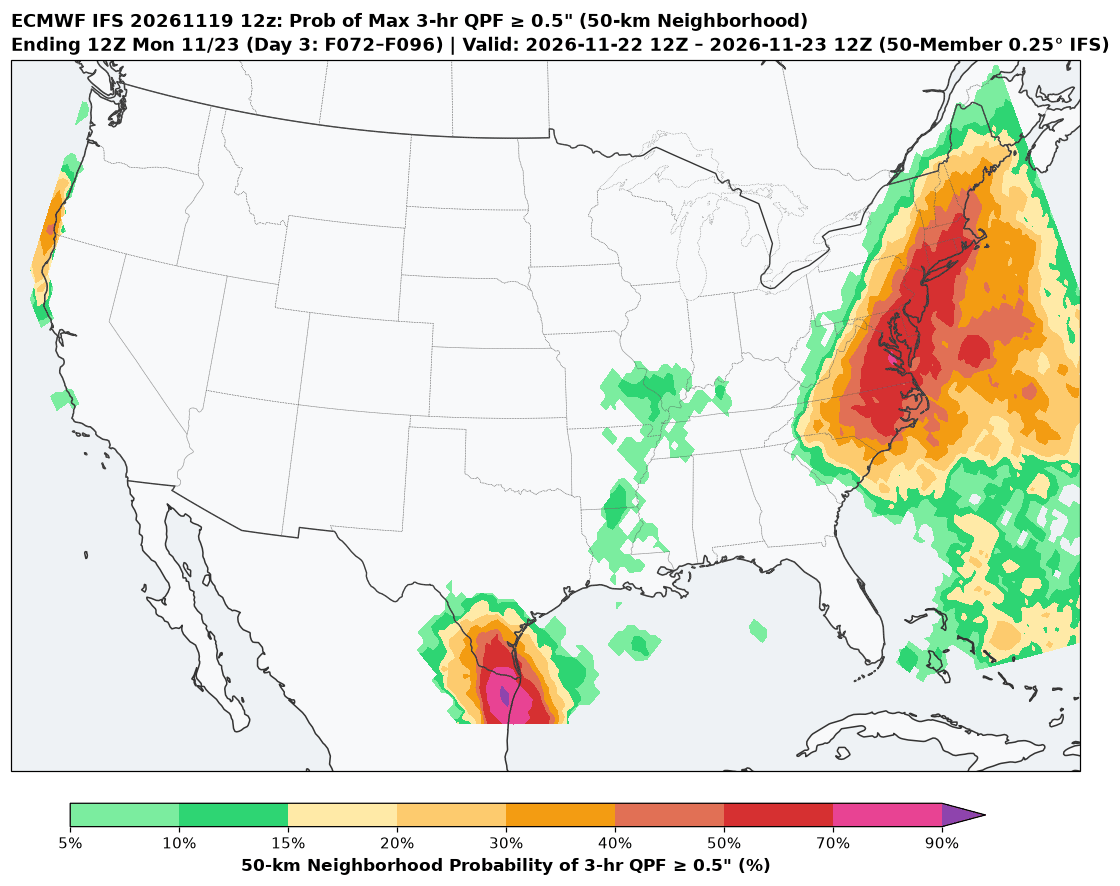 ECMWF IFS 20261119 12z: Prob of Max 3-hr QPF ≥ 0.5" (50-km Neighborhood)
Ending 12Z Mon 11/23 (Day 3: F072–F096) | Valid: 2026-11-22 12Z – 2026-11-23 12Z (50-Member 0.25° IFS)
5% 10% 15% 20% 30% 40% 50% 70% 90%
50-km Neighborhood Probability of 3-hr QPF ≥ 0.5" (%)